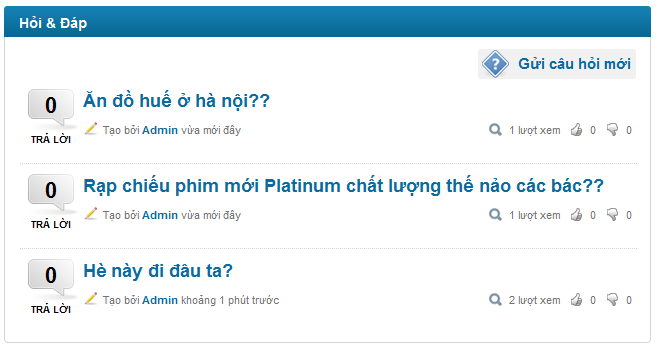 Hỏi & Đáp
Gửi câu hỏi mới
0
TRẢ LỜI
Ăn đồ huế ở hà nội??
Tạo bởi Admin vừa mới đây
1 lượt xem 0 0
0
TRẢ LỜI
Rạp chiếu phim mới Platinum chất lượng thế nảo các bác??
Tạo bởi Admin vừa mới đây
1 lượt xem 0 0
0
TRẢ LỜI
Hè này đi đâu ta?
Tạo bởi Admin khoảng 1 phút trước
2 lượt xem 0 0